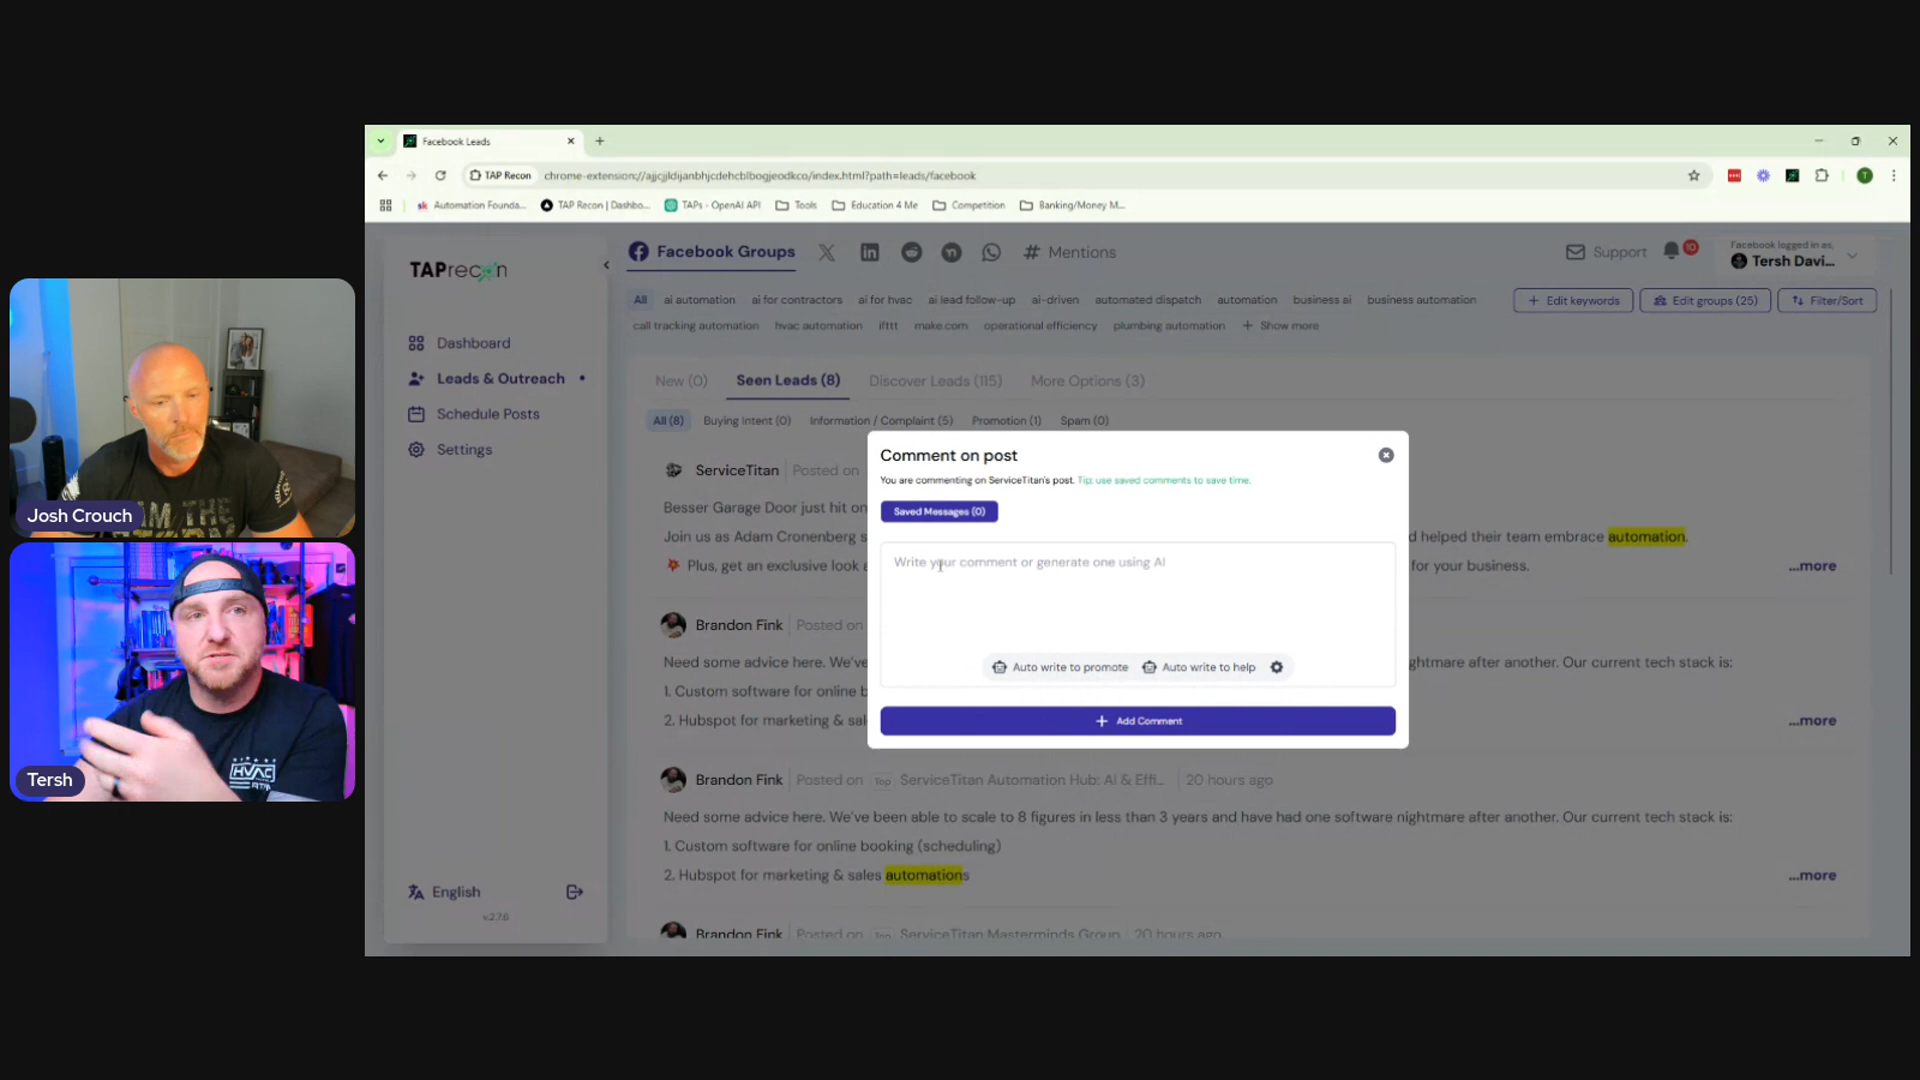 Facebook Leads
TAP Recon
chrome-extension://ajjcjjldijanbhjcdehcblbogjeodkco/index.html?path=leads/facebook
Automation Founda...
TAP Recon | Dashbo...
TAPs - OpenAI API
Tools
Education 4 Me
Competition
Banking/Money M...
TAPrecon
Facebook Groups
# Mentions
Support
10
Facebook logged in as,
Tersh Davi...
All
ai automation
ai for contractors
ai for hvac
ai lead follow-up
ai-driven
automated dispatch
automation
business ai
business automation
+ Edit keywords
Edit groups (25)
Filter/Sort
call tracking automation
hvac automation
ifttt
make.com
operational efficiency
plumbing automation
+ Show more
Dashboard
Leads & Outreach
Schedule Posts
Settings
English
v.2.7.0
New (0)
Seen Leads (8)
Discover Leads (115)
More Options (3)
All (8)
Buying intent (0)
Information / Complaint (5)
Promotion (1)
Spam (0)
ServiceTitan
Posted on
Besser Garage Door just hit on
Join us as Adam Cronenberg s
d helped their team embrace automation.
Plus, get an exclusive look a
for your business.
...more
Comment on post
You are commenting on ServiceTitan's post. Tip: use saved comments to save time.
Saved Messages (0)
Write your comment or generate one using AI
Auto write to promote
Auto write to help
+ Add Comment
Brandon Fink
Posted on
Need some advice here. We've
ghtmare after another. Our current tech stack is:
1. Custom software for online b
2. Hubspot for marketing & sal
...more
Brandon Fink
Posted on
Top
ServiceTitan Automation Hub: AI & Effi...
20 hours ago
Need some advice here. We've been able to scale to 8 figures in less than 3 years and have had one software nightmare after another. Our current tech stack is:
1. Custom software for online booking (scheduling)
2. Hubspot for marketing & sales automations
...more
Brandon Fink
Posted on
Top
ServiceTitan Masterminds Group
20 hours ago
Josh Crouch
AM THE
Tersh
HVAC